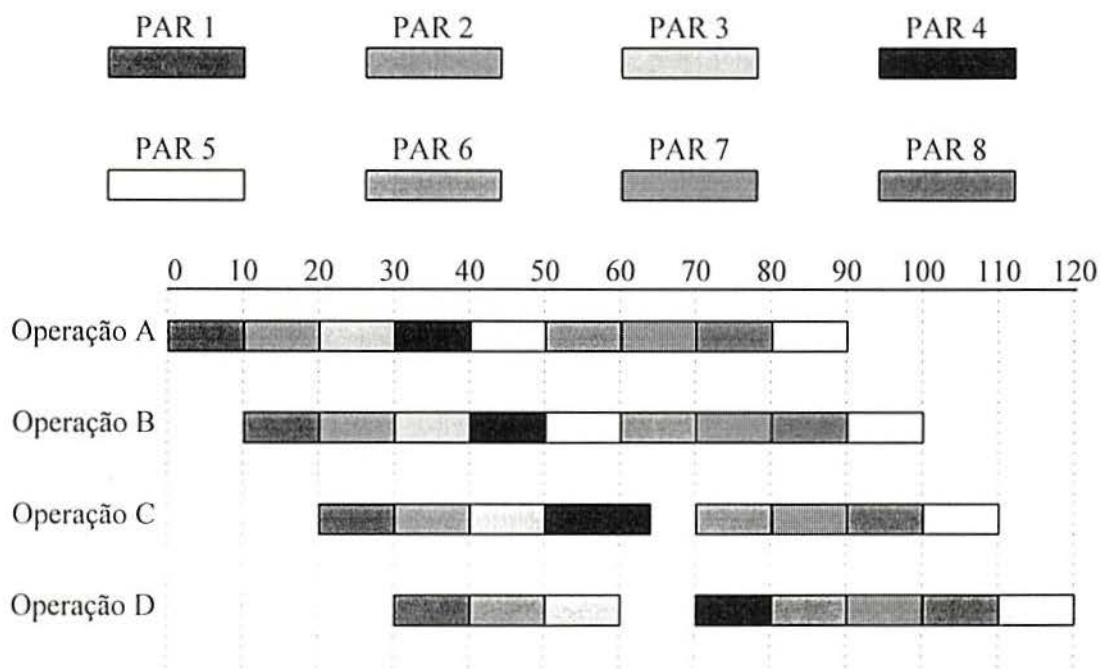 PAR 1 PAR 2 PAR 3 PAR 4
PAR 5 PAR 6 PAR 7 PAR 8
0 10 20 30 40 50 60 70 80 90 100 110 120
Operação A
Operação B
Operação C
Operação D